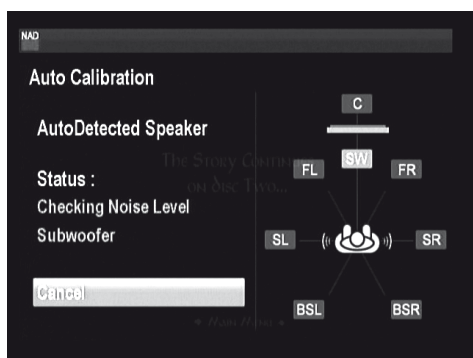 NAD
Auto Calibration
AutoDetected Speaker
The Story Continues
on Disc Two...
Status :
Checking Noise Level
Subwoofer
Cancel
C
SW
FL
FR
SL
SR
BSL
BSR